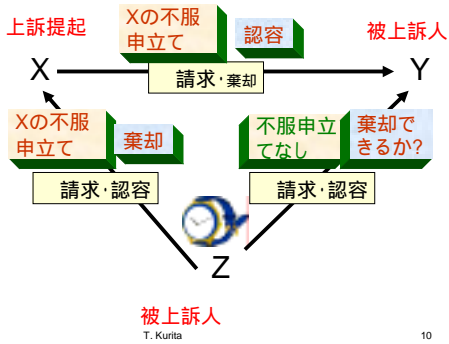 上訴提起
Xの不服
申立て
認容
被上訴人
X
Y
請求・棄却
Xの不服
申立て
棄却
不服申立
てなし
棄却で
きるか?
請求・認容
請求・認容
Z
被上訴人
T. Kurita
10